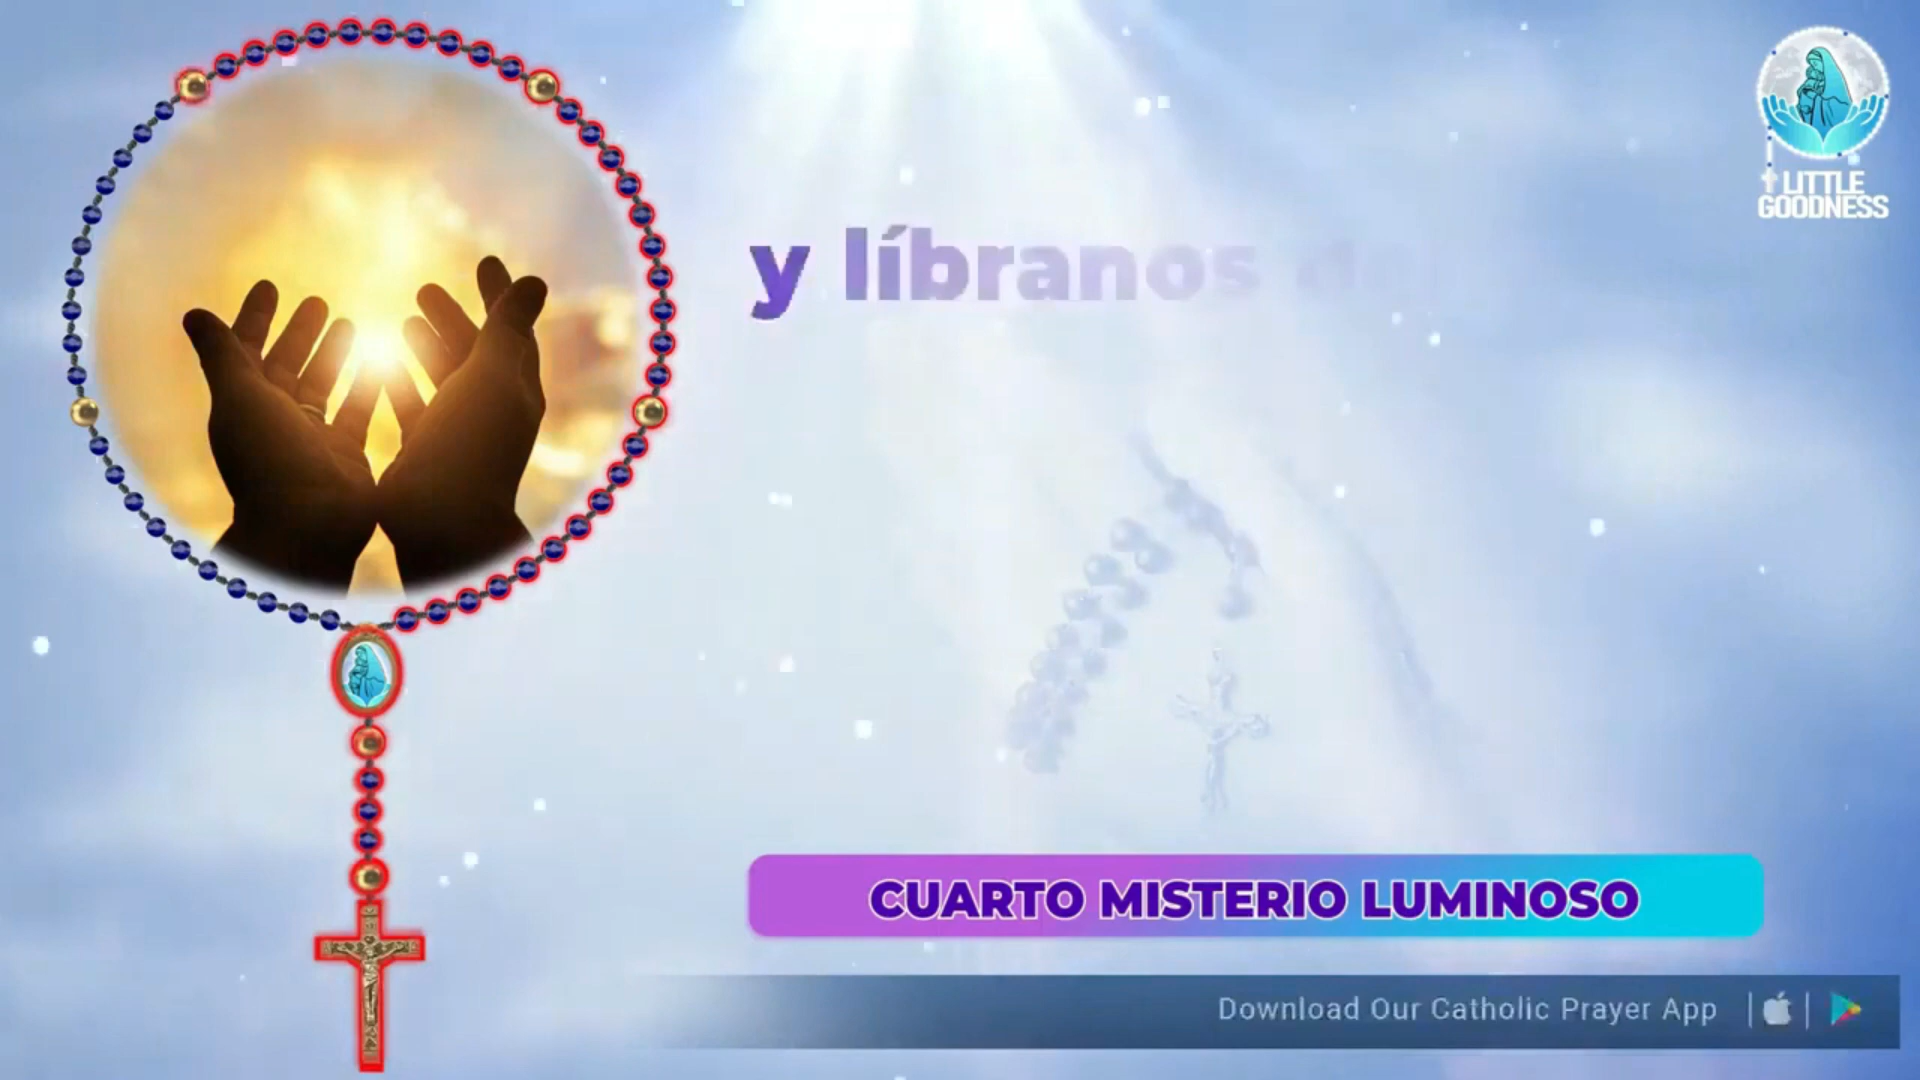 LITTLE
GOODNESS
y líbranos
CUARTO MISTERIO LUMINOSO
Download Our Catholic Prayer App